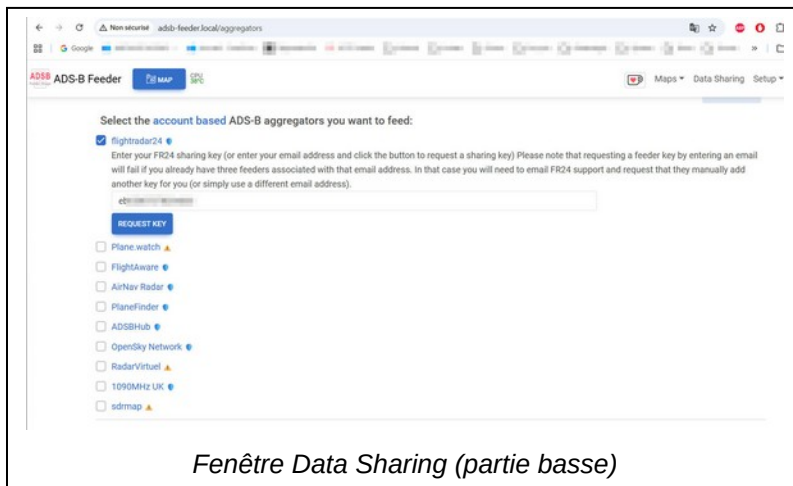 Non sécurisé adsb-feeder.local/aggregators
Google
ADSB ADS-B Feeder MAP CPU Maps Data Sharing Setup
Select the account based ADS-B aggregators you want to feed:
flightradar24
Enter your FR24 sharing key (or enter your email address and click the button to request a sharing key) Please note that requesting a feeder key by entering an email
will fail if you already have three feeders associated with that email address. In that case you will need to email FR24 support and request that they manually add
another key for you (or simply use a different email address).
REQUEST KEY
Plane.watch
FlightAware
AirNav Radar
PlaneFinder
ADSBHub
OpenSky Network
RadarVirtuel
1090MHz UK
sdrmap
Fenêtre Data Sharing (partie basse)